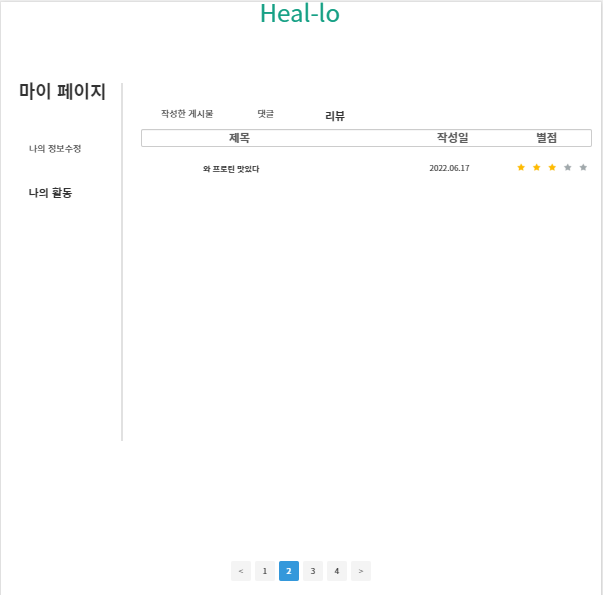 Heal-lo
마이 페이지
나의 정보수정
나의 활동
작성한 게시물 댓글 리뷰
제목 작성일 별점
와 프로틴 맛있다 2022.06.17
< 1 2 3 4 >